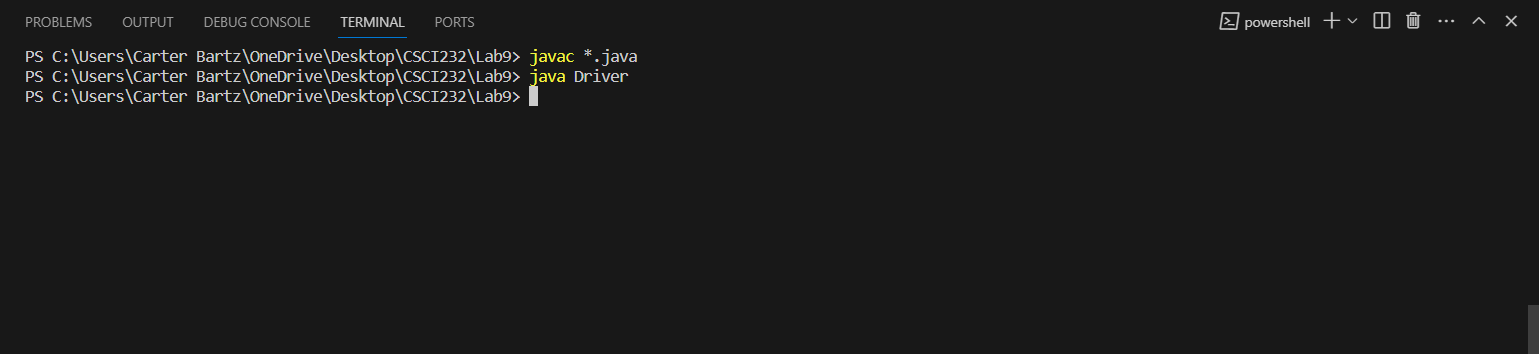 PROBLEMS OUTPUT DEBUG CONSOLE TERMINAL PORTS powershell
PS C:\Users\Carter Bartz\OneDrive\Desktop\CSCI232\Lab9> javac *.java
PS C:\Users\Carter Bartz\OneDrive\Desktop\CSCI232\Lab9> java Driver
PS C:\Users\Carter Bartz\OneDrive\Desktop\CSCI232\Lab9>